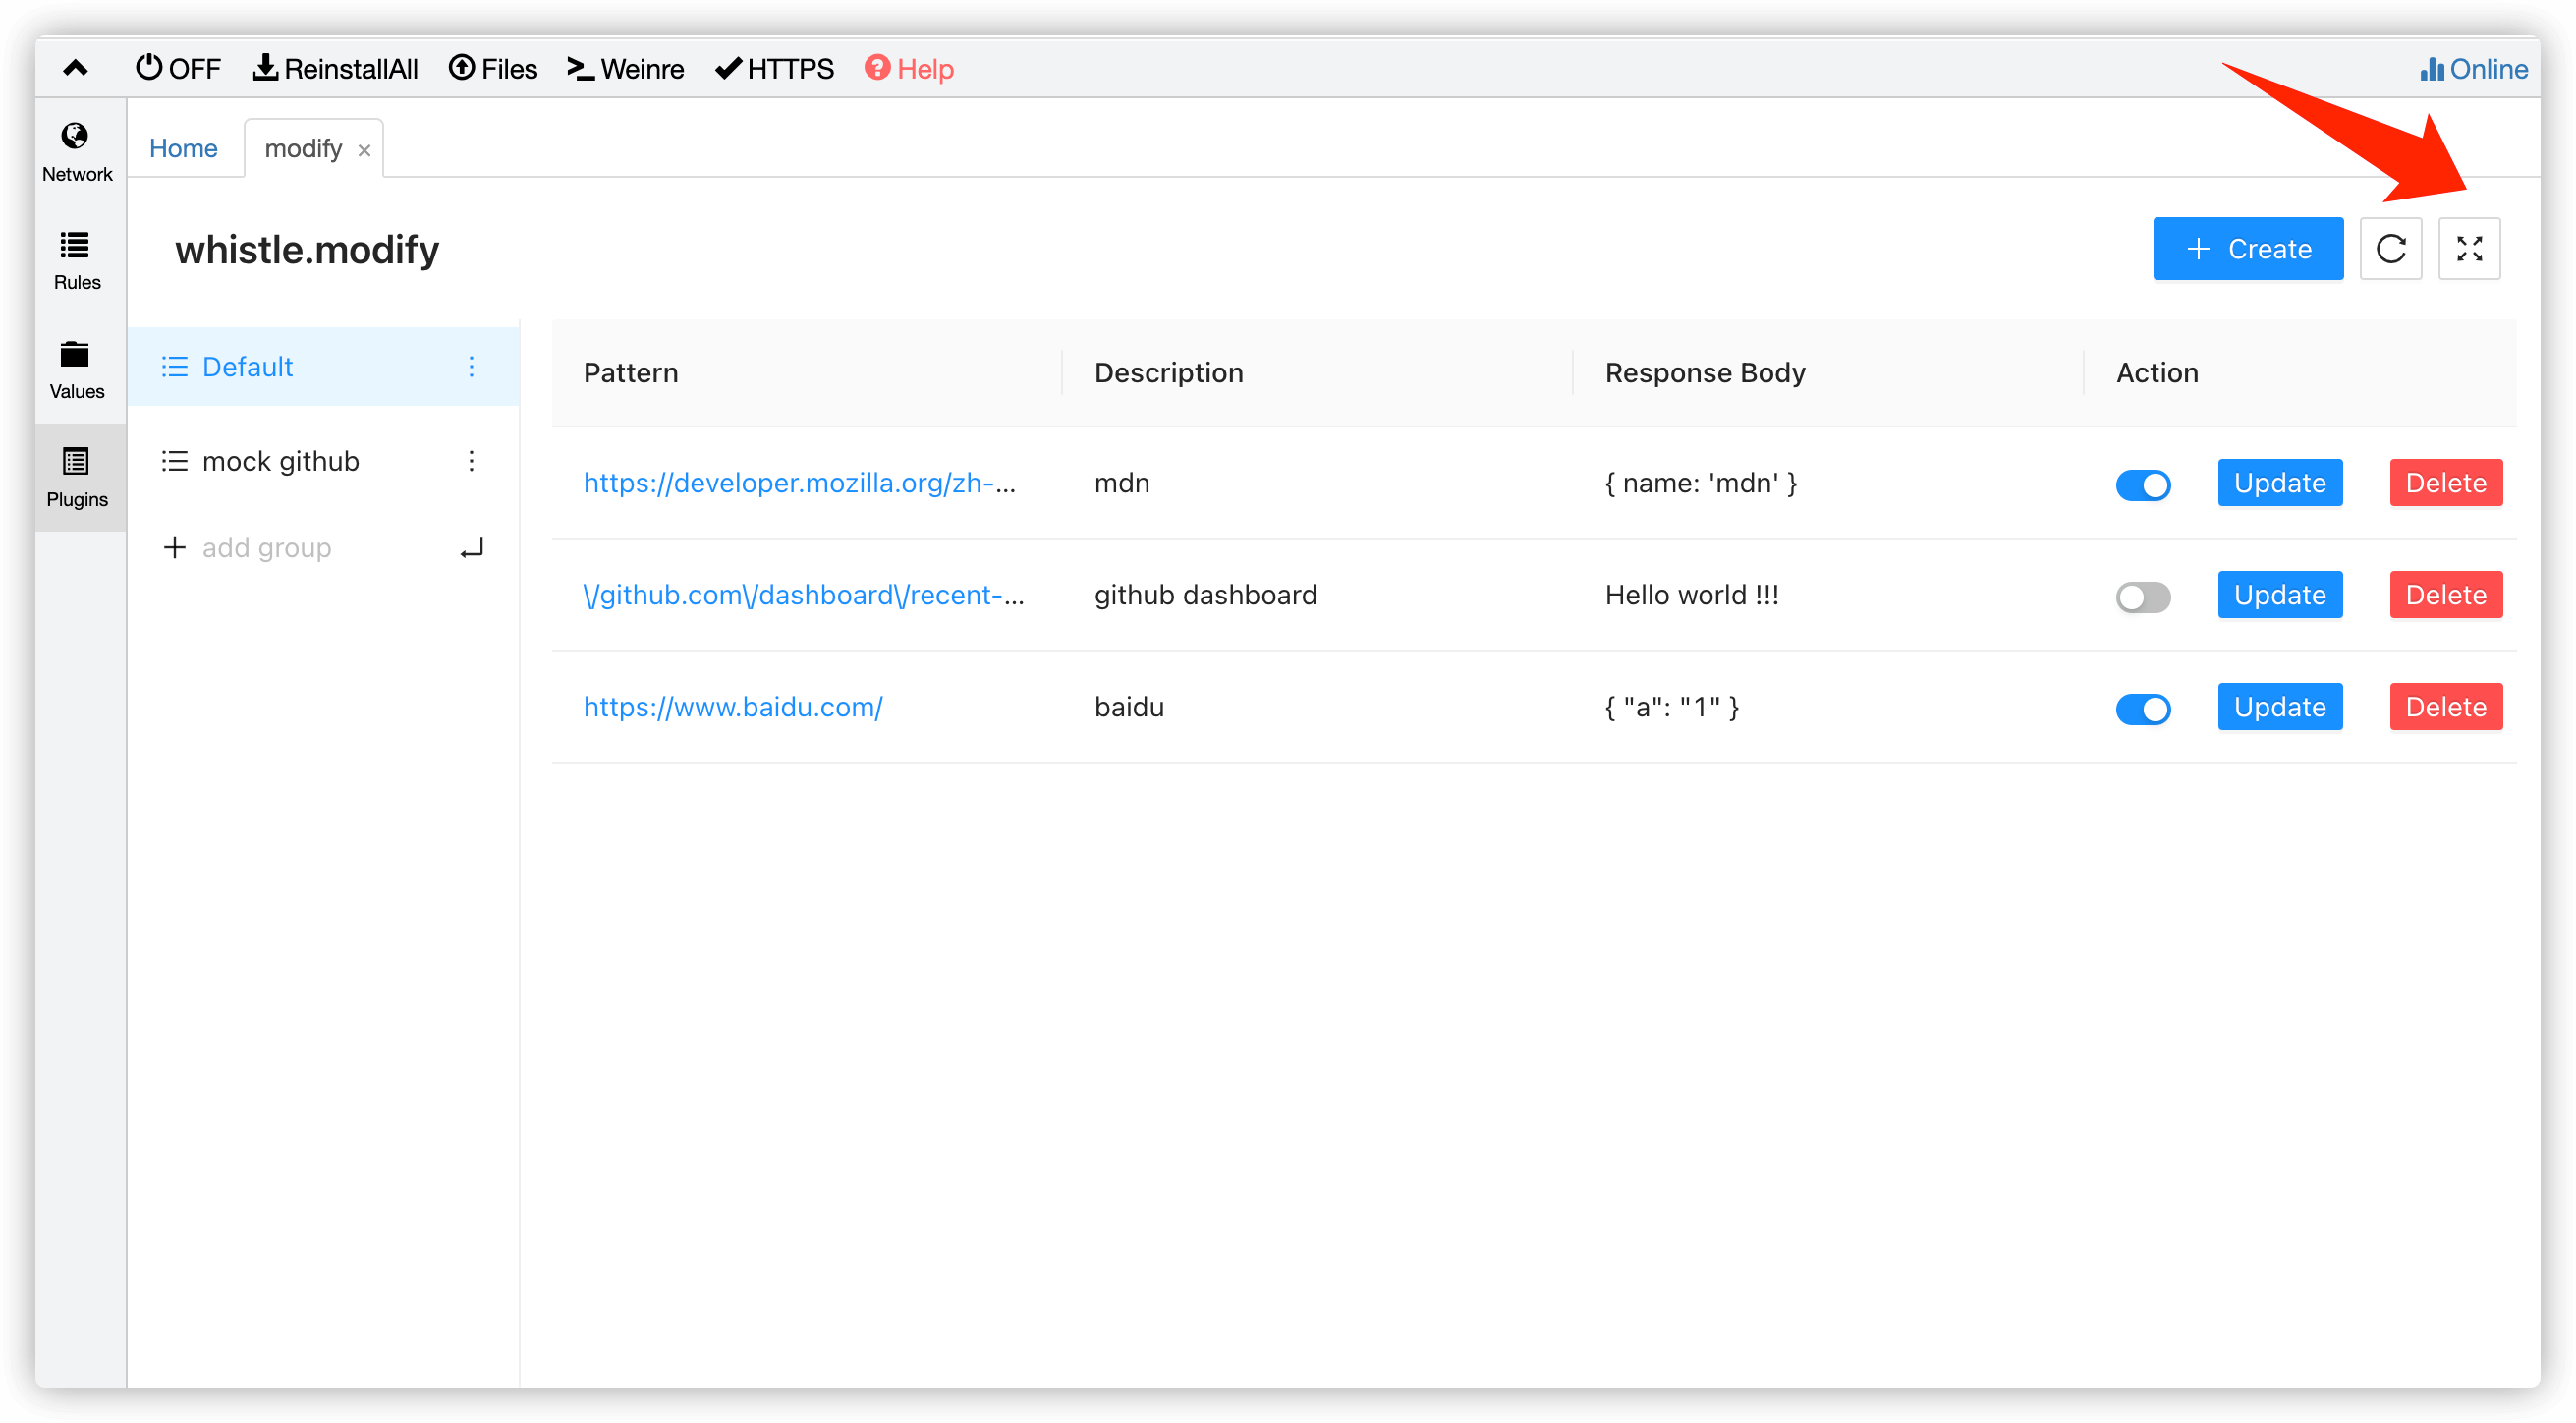 OFF ReinstallAll Files Weinre HTTPS Help Online
Network
Rules
Values
Plugins
Home modify ×
whistle.modify
+ Create
Default
mock github
+ add group
Pattern Description Response Body Action
https://developer.mozilla.org/zh-... mdn { name: 'mdn' } Update Delete
\/github.com\/dashboard\/recent-... github dashboard Hello world !!! Update Delete
https://www.baidu.com/ baidu { "a": "1" } Update Delete